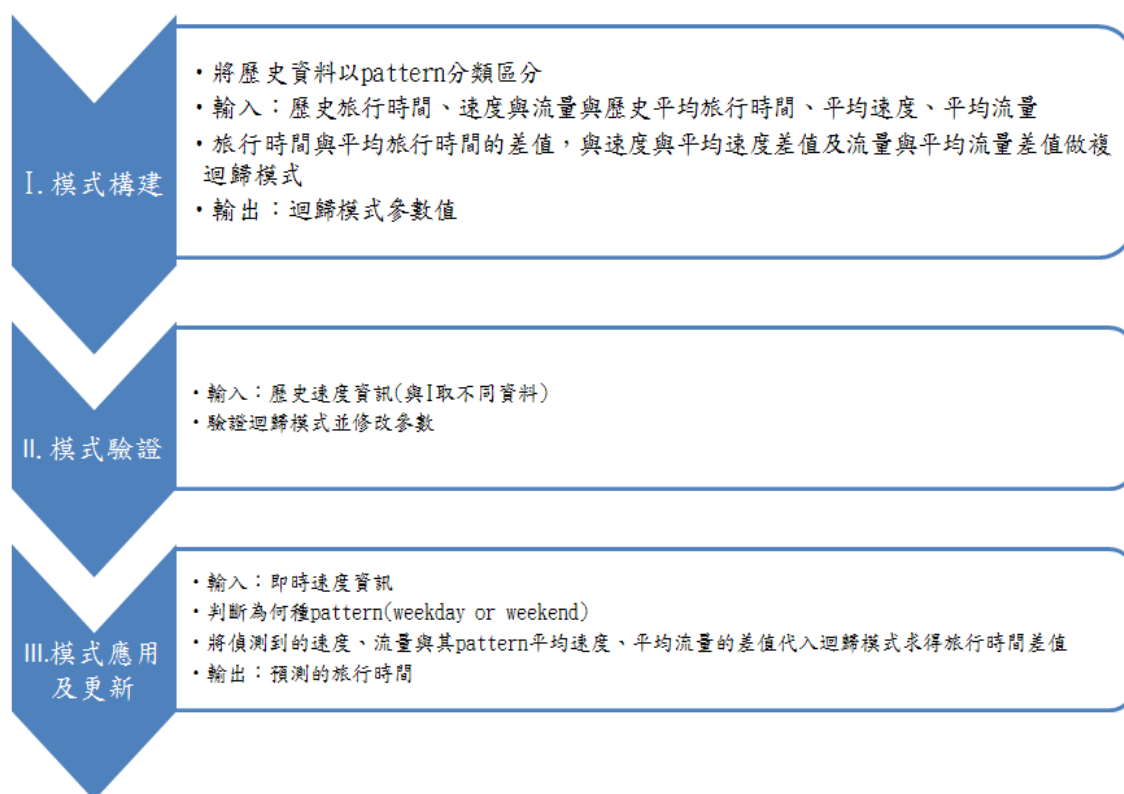 I.模式構建
・將歷史資料以pattern分類區分
・輸入：歷史旅行時間、速度與流量與歷史平均旅行時間、平均速度、平均流量
・旅行時間與平均旅行時間的差值，與速度與平均速度差值及流量與平均流量差值做複
迴歸模式
・輸出：迴歸模式參數值
II.模式驗證
・輸入：歷史速度資訊(與I取不同資料)
・驗證迴歸模式並修改參數
III.模式應用
及更新
・輸入：即時速度資訊
・判斷為何種pattern(weekday or weekend)
・將偵測到的速度、流量與其pattern平均速度、平均流量的差值代入迴歸模式求得旅行時間差值
・輸出：預測的旅行時間